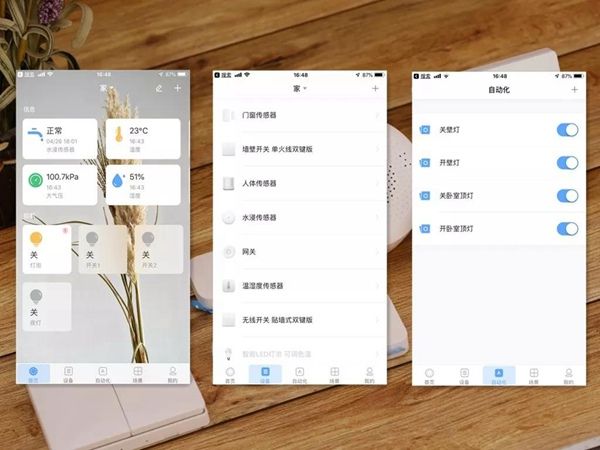 搜狐 16:48 87%
家
信息
正常
04/26 18:01
水浸传感器
23°C
16:43
温度
100.7kPa
16:43
大气压
51%
16:43
湿度
关
灯泡
关
开关1
关
开关2
关
夜灯
首页 设备 自动化 场景 我的
16:48 87%
家
门窗传感器
墙壁开关 单火线双键版
人体传感器
水浸传感器
网关
温湿度传感器
无线开关 贴墙式双键版
智能LED灯泡 可调色温
首页 设备 自动化 场景 我的
16:48 67%
自动化
关壁灯
开壁灯
关卧室顶灯
开卧室顶灯
首页 设备 自动化 场景 我的